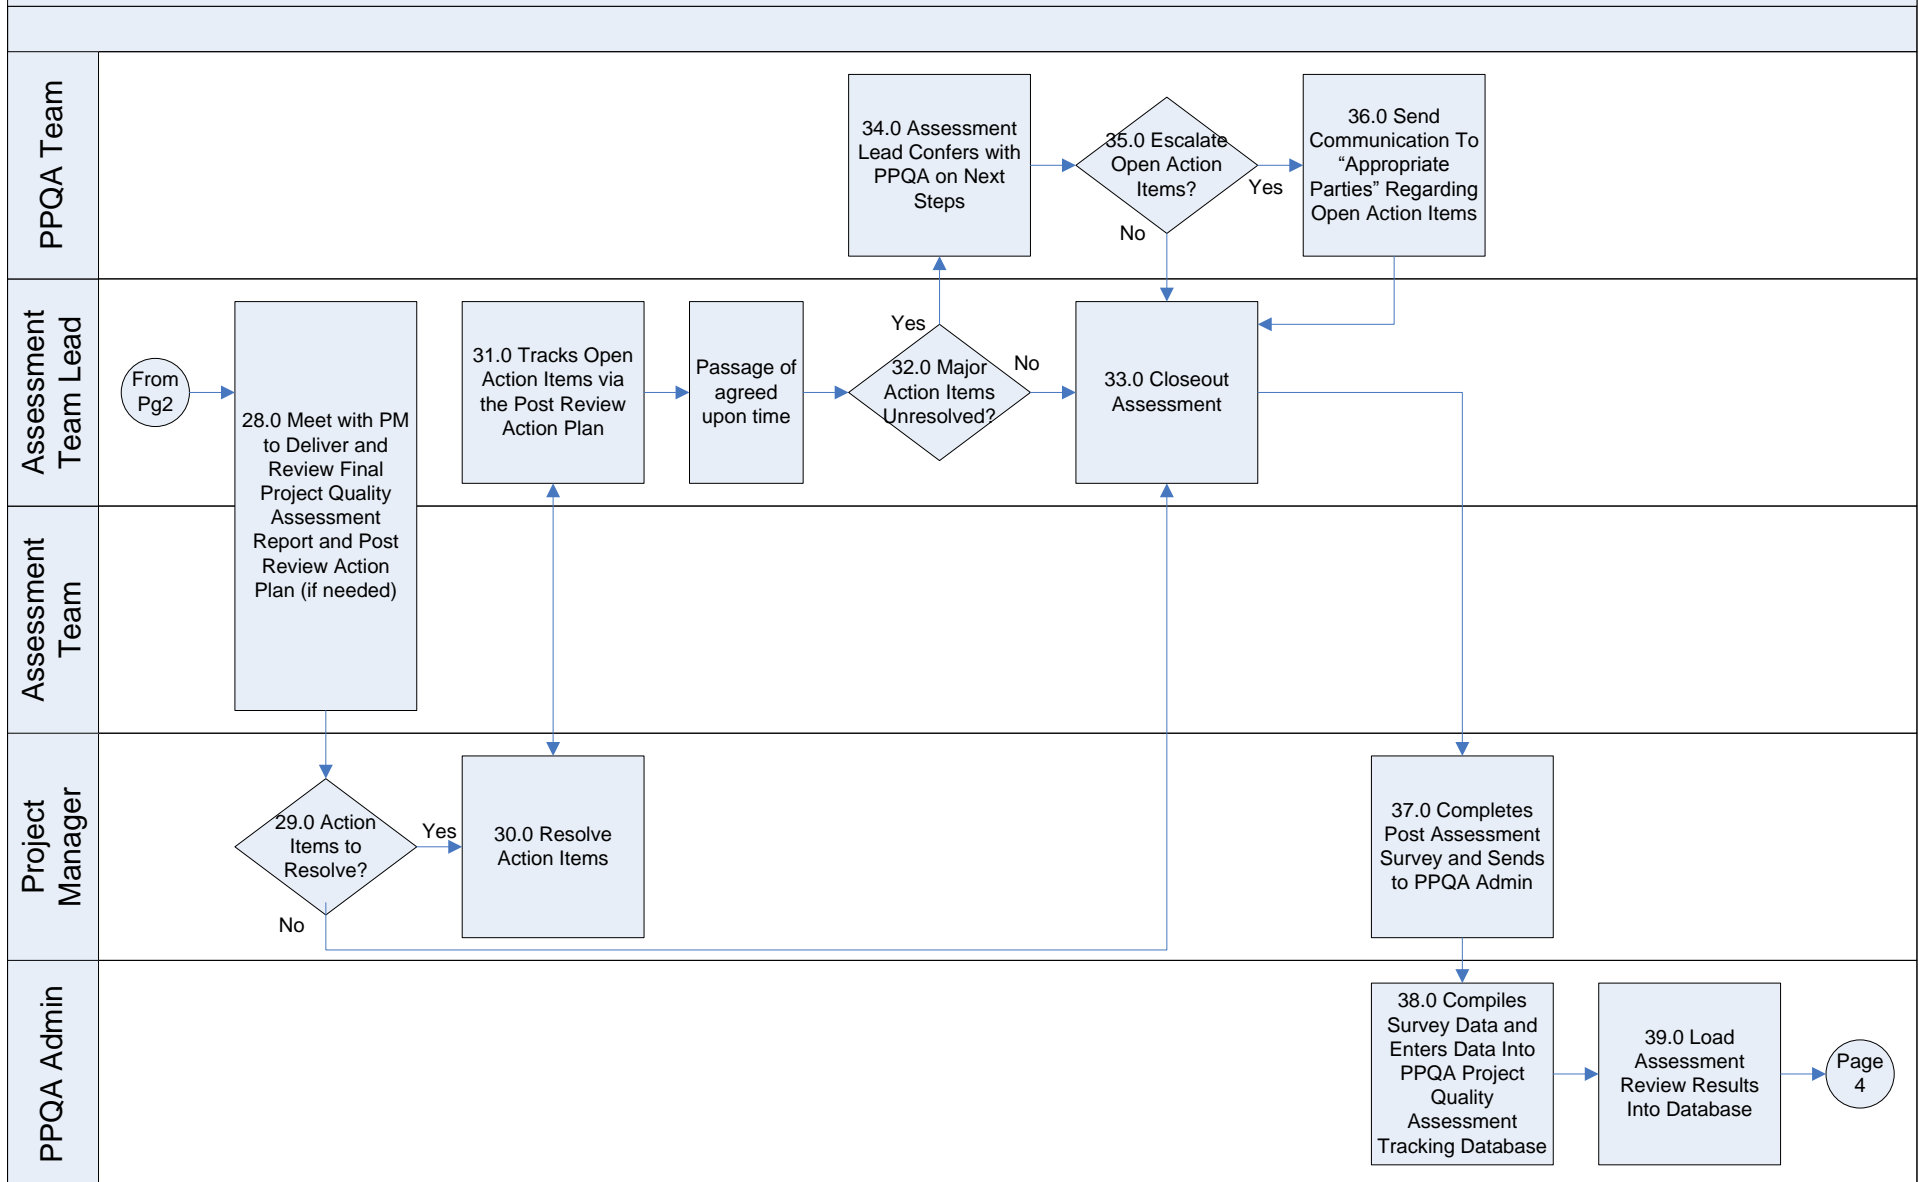 PPQA Team
34.0 Assessment
Lead Confers with
PPQA on Next
Steps
35.0 Escalate
Open Action
Items?
Yes
No
36.0 Send
Communication To
“Appropriate
Parties” Regarding
Open Action Items
Assessment
Team Lead
From
Pg2
28.0 Meet with PM
to Deliver and
Review Final
Project Quality
Assessment
Report and Post
Review Action
Plan (if needed)
31.0 Tracks Open
Action Items via
the Post Review
Action Plan
Passage of
agreed
upon time
Yes
32.0 Major
Action Items
Unresolved?
No
33.0 Closeout
Assessment
Assessment
Team
Project
Manager
29.0 Action
Items to
Resolve?
Yes
No
30.0 Resolve
Action Items
37.0 Completes
Post Assessment
Survey and Sends
to PPQA Admin
PPQA Admin
38.0 Compiles
Survey Data and
Enters Data Into
PPQA Project
Quality
Assessment
Tracking Database
39.0 Load
Assessment
Review Results
Into Database
Page
4